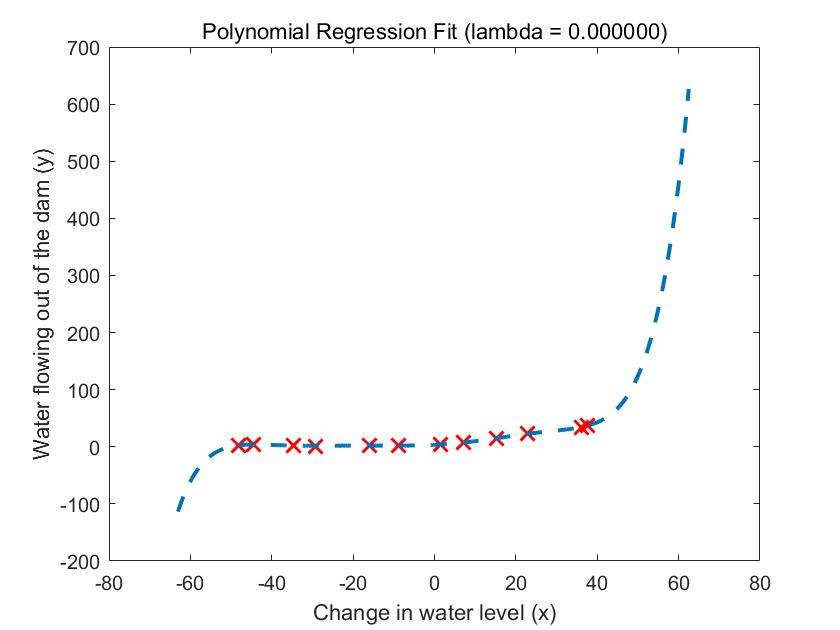 Polynomial Regression Fit (lambda = 0.000000)
700
600
500
400
300
200
100
0
-100
-200
Water flowing out of the dam (y)
-80 -60 -40 -20 0 20 40 60 80
Change in water level (x)